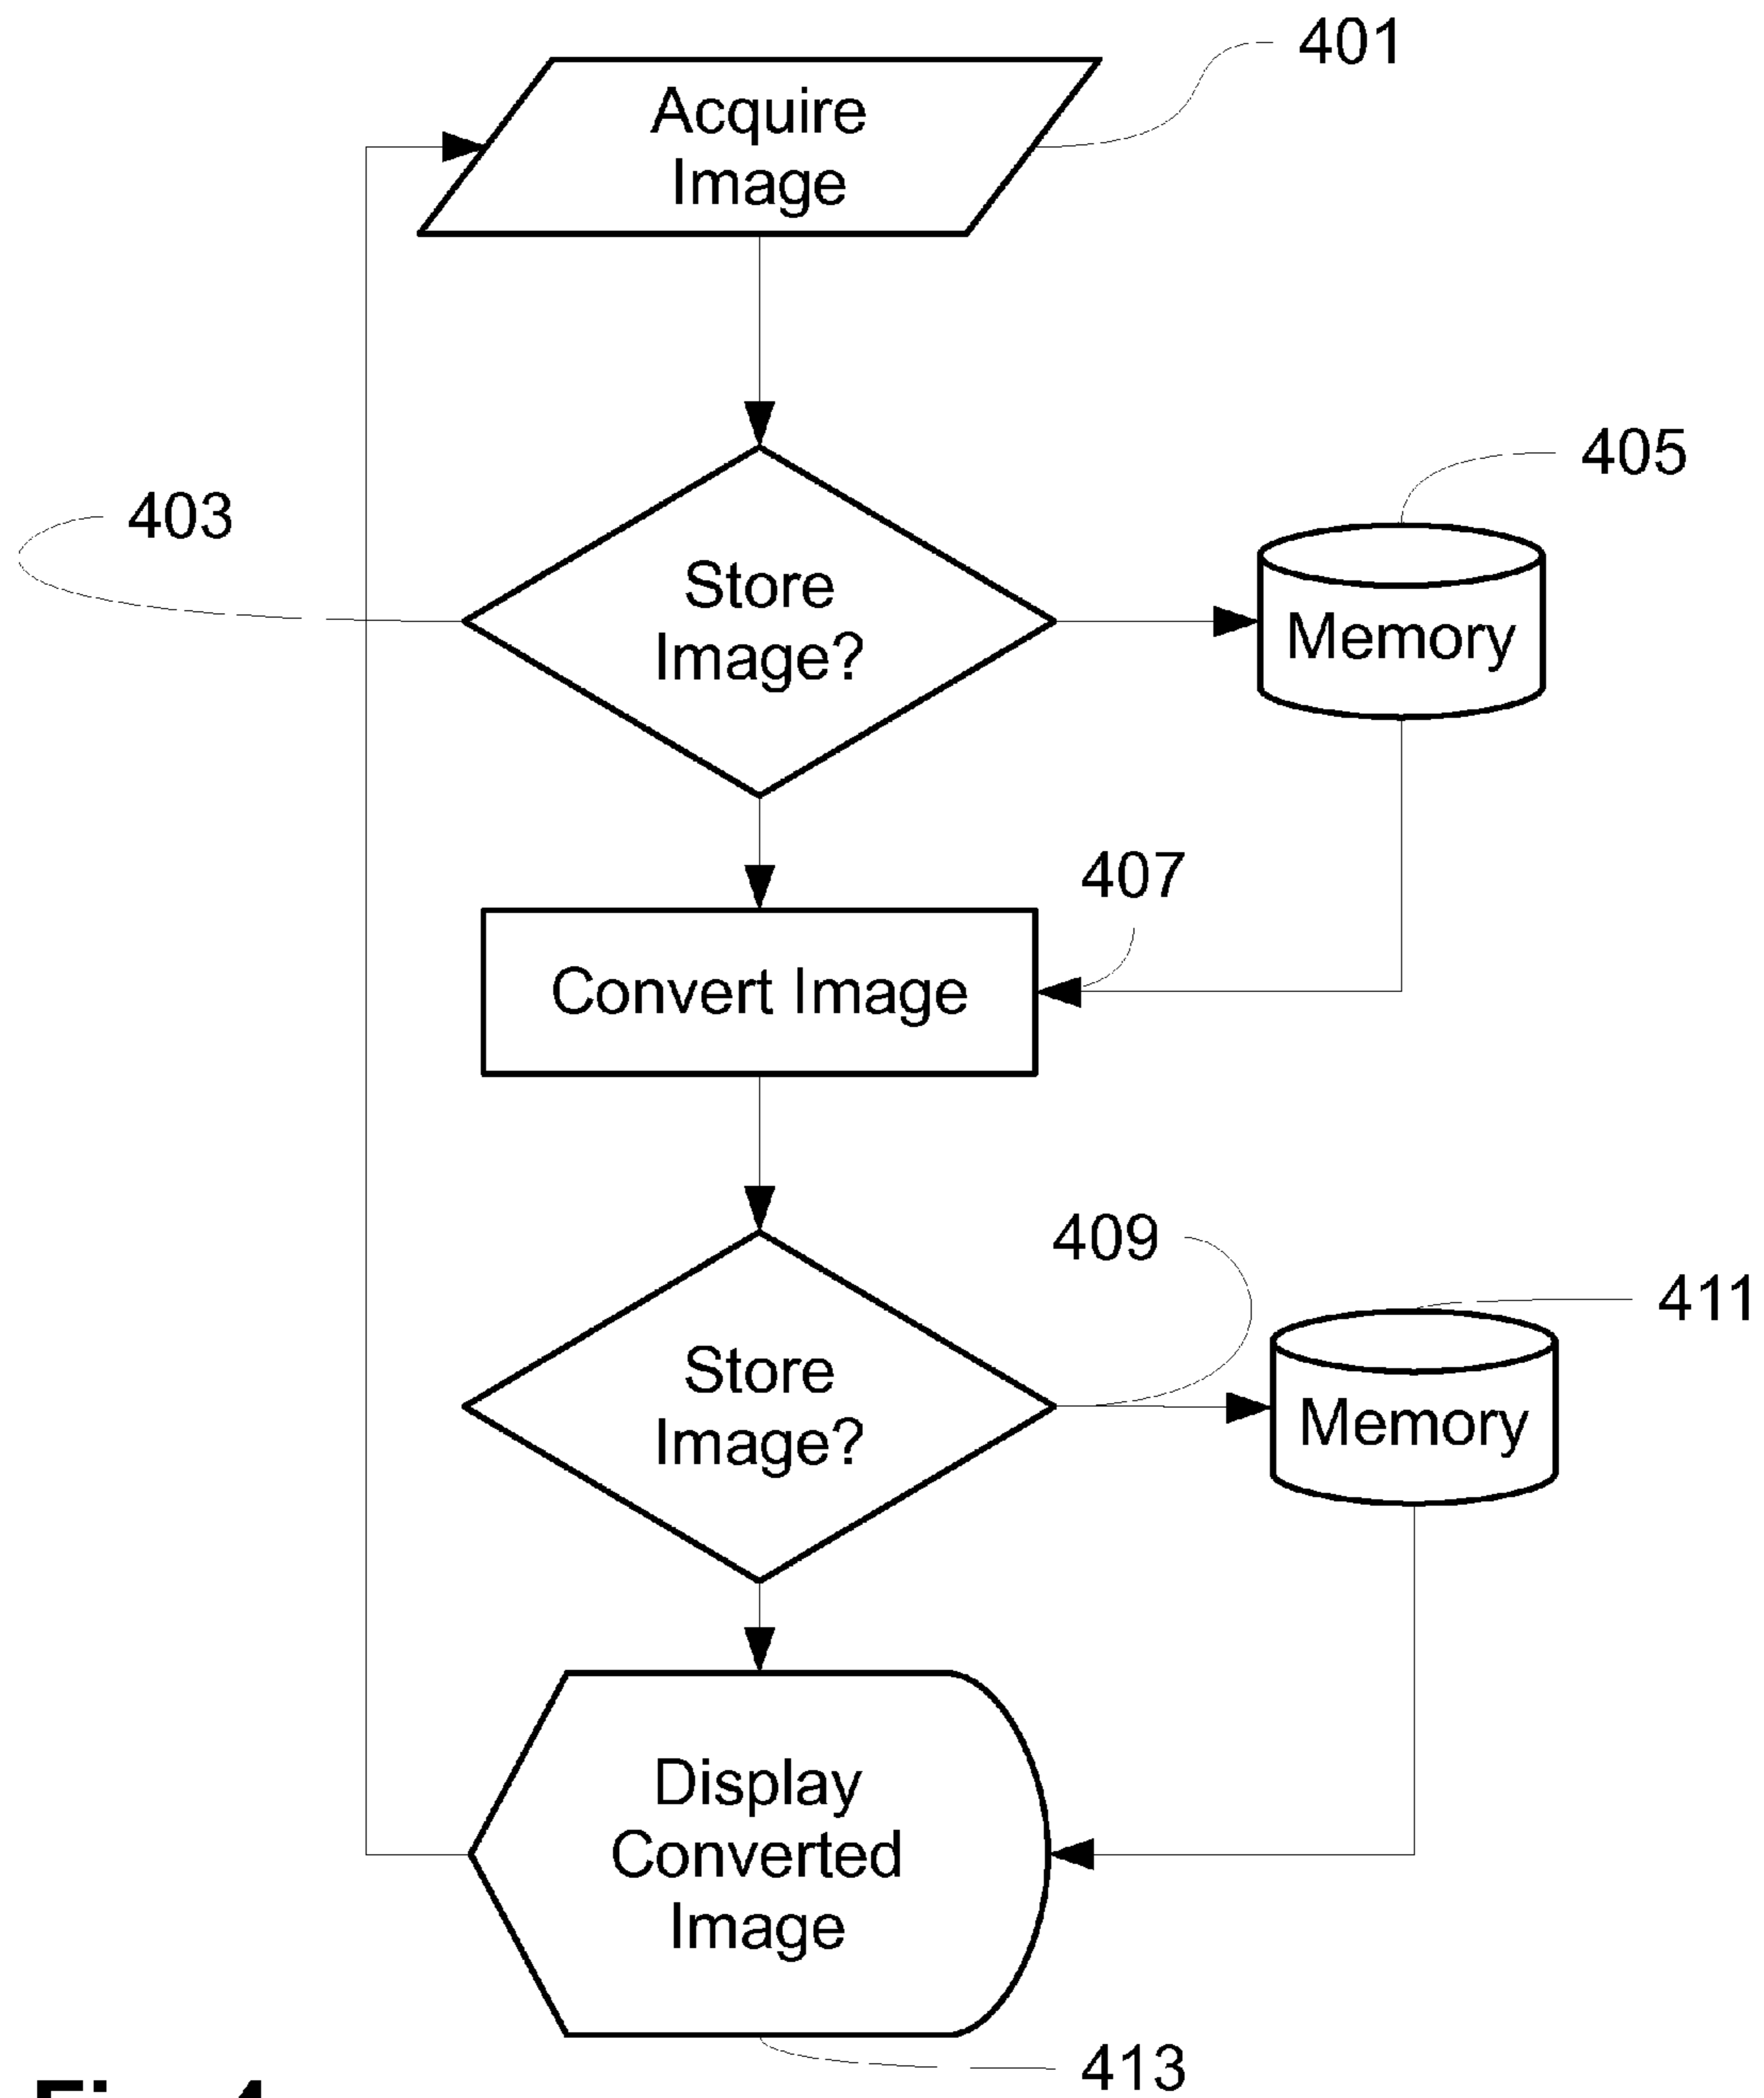 401
Acquire
Image
405
403
Store
Image?
Memory
407
Convert Image
409
411
Store
Image?
Memory
Display
Converted
Image
413